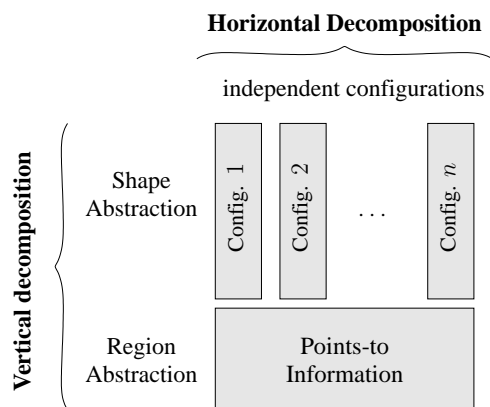 Horizontal Decomposition
independent configurations
Vertical decomposition
Shape
Abstraction
Config. 1
Config. 2
. . .
Config. n
Region
Abstraction
Points-to
Information